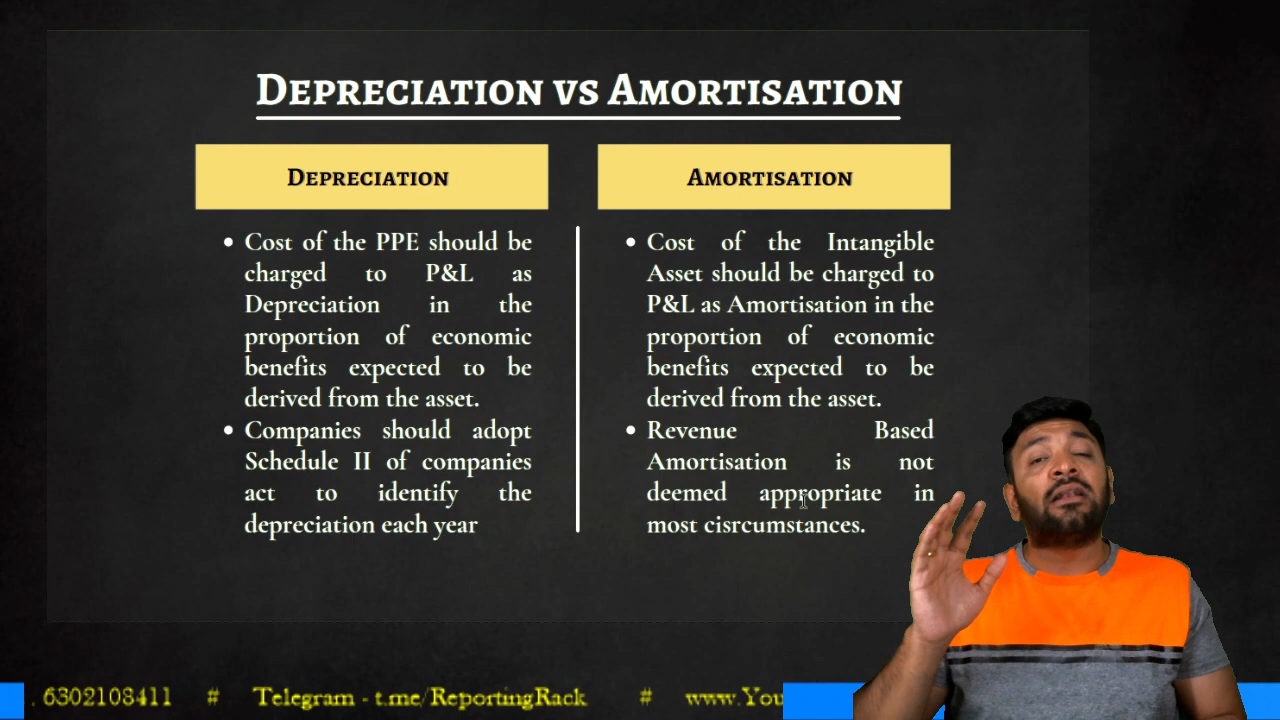 Depreciation vs Amortisation
Depreciation
• Cost of the PPE should be
charged to P&L as
Depreciation in the
proportion of economic
benefits expected to be
derived from the asset.
• Companies should adopt
Schedule II of companies
act to identify the
depreciation each year
Amortisation
• Cost of the Intangible
Asset should be charged to
P&L as Amortisation in the
proportion of economic
benefits expected to be
derived from the asset.
• Revenue Based
Amortisation is not
deemed appropriate in
most cisrcumstances.
. 6302108411 # Telegram - t.me/ReportingRack # www.You